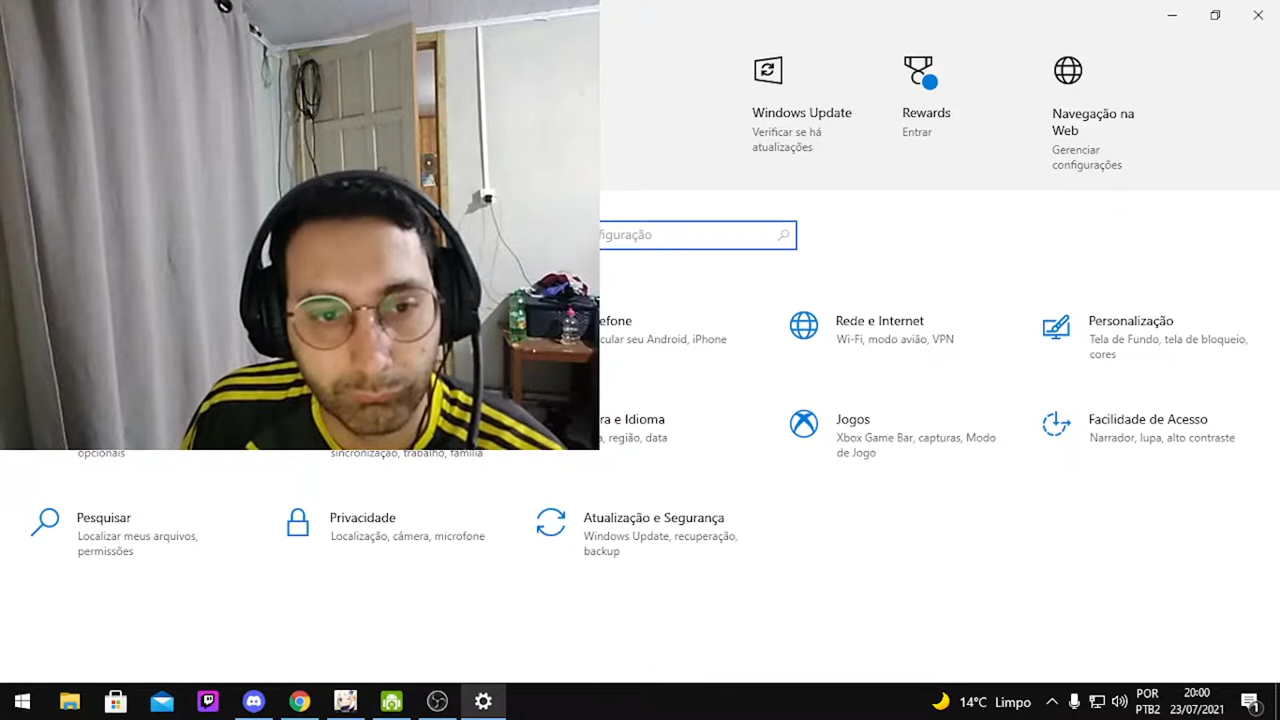 Windows Update
Verificar se há
atualizações
Rewards
Entrar
Navegação na
Web
Gerenciar
configurações
figuração
efone
cular seu Android, iPhone
Rede e Internet
Wi-Fi, modo avião, VPN
Personalização
Tela de Fundo, tela de bloqueio,
cores
ra e Idioma
a, região, data
Jogos
Xbox Game Bar, capturas, Modo
de Jogo
Facilidade de Acesso
Narrador, lupa, alto contraste
opcionais
sincronização, trabalho, família
Pesquisar
Localizar meus arquivos,
permissões
Privacidade
Localização, câmera, microfone
Atualização e Segurança
Windows Update, recuperação,
backup
14°C Limpo
POR
PTB2
20:00
23/07/2021
1